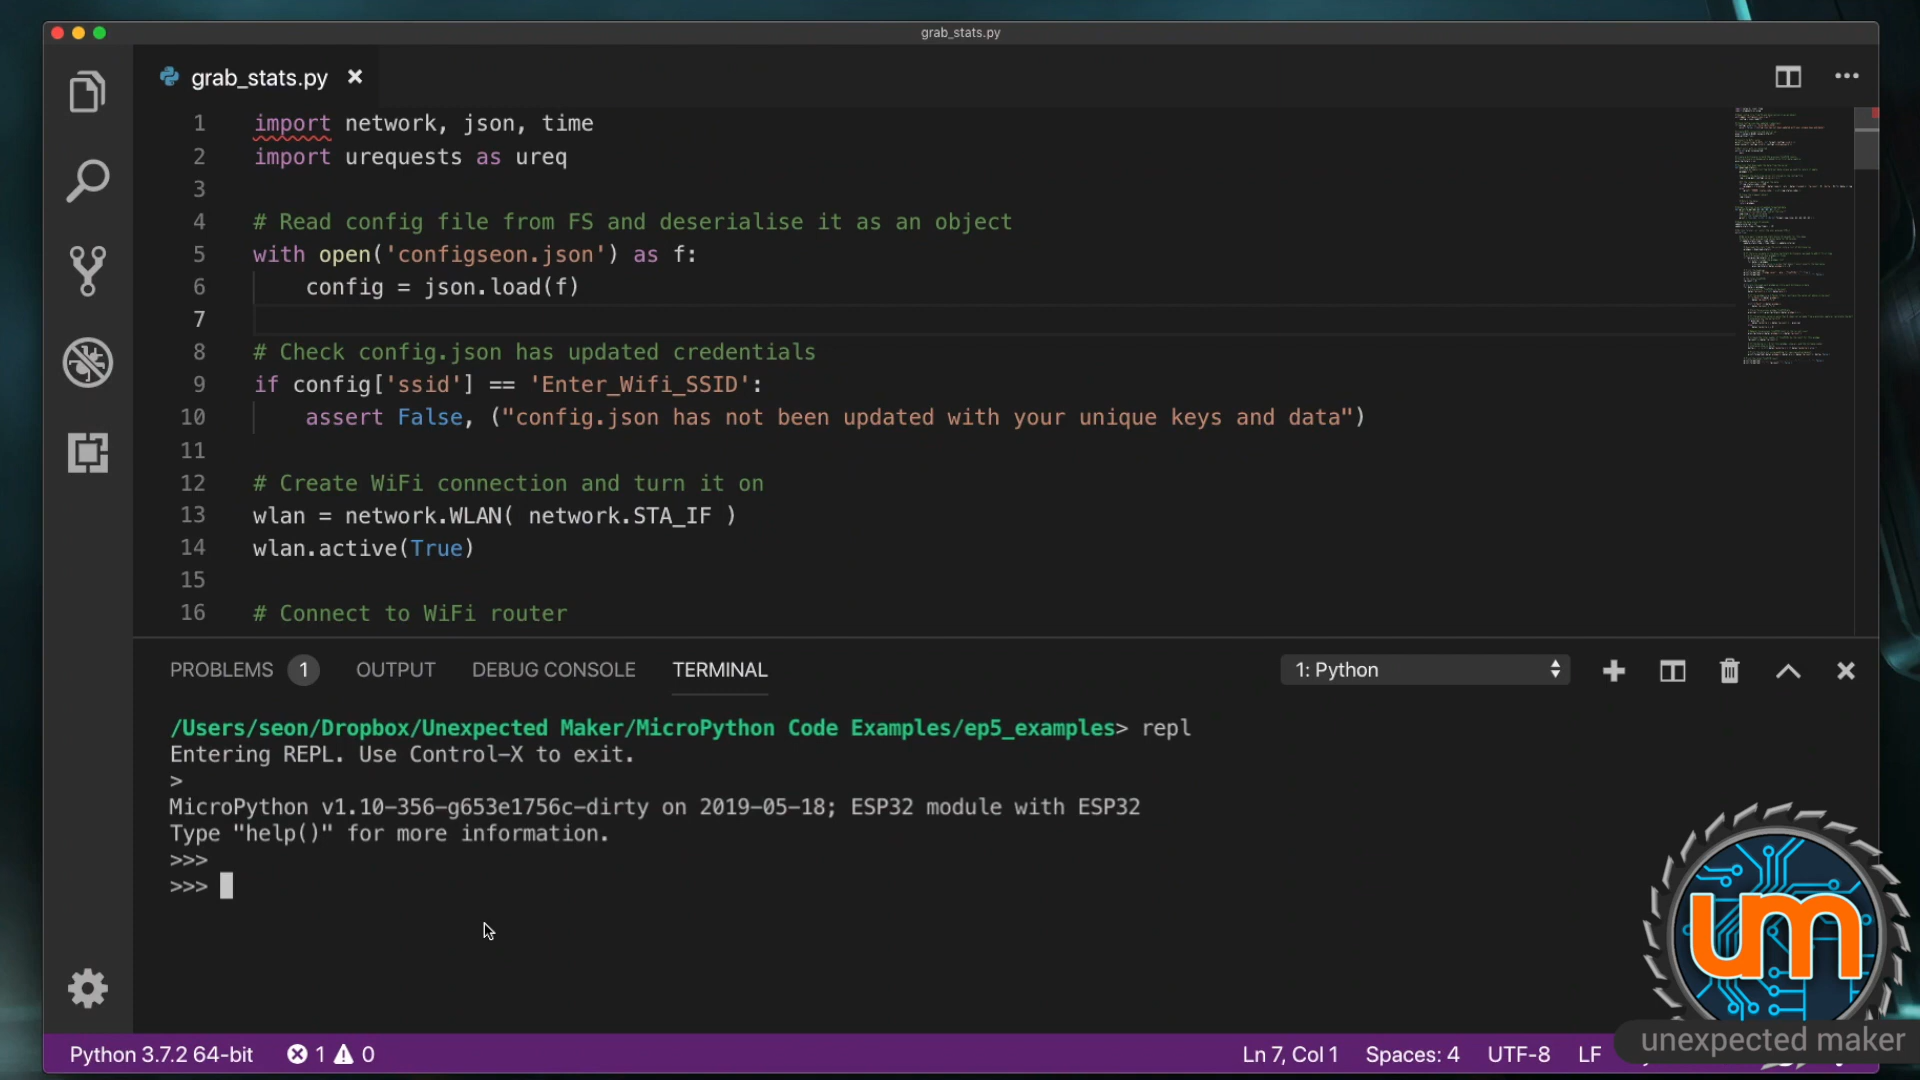 grab_stats.py
grab_stats.py
1 import network, json, time
2 import urequests as ureq
3
4 # Read config file from FS and deserialise it as an object
5 with open('configseon.json') as f:
6 config = json.load(f)
7
8 # Check config.json has updated credentials
9 if config['ssid'] == 'Enter_Wifi_SSID':
10 assert False, ("config.json has not been updated with your unique keys and data")
11
12 # Create WiFi connection and turn it on
13 wlan = network.WLAN( network.STA_IF )
14 wlan.active(True)
15
16 # Connect to WiFi router
PROBLEMS 1 OUTPUT DEBUG CONSOLE TERMINAL 1: Python
/Users/seon/Dropbox/Unexpected Maker/MicroPython Code Examples/ep5_examples> repl
Entering REPL. Use Control-X to exit.
>
MicroPython v1.10-356-g653e1756c-dirty on 2019-05-18; ESP32 module with ESP32
Type "help()" for more information.
>>>
>>>
um
unexpected maker
Python 3.7.2 64-bit 1 0 Ln 7, Col 1 Spaces: 4 UTF-8 LF